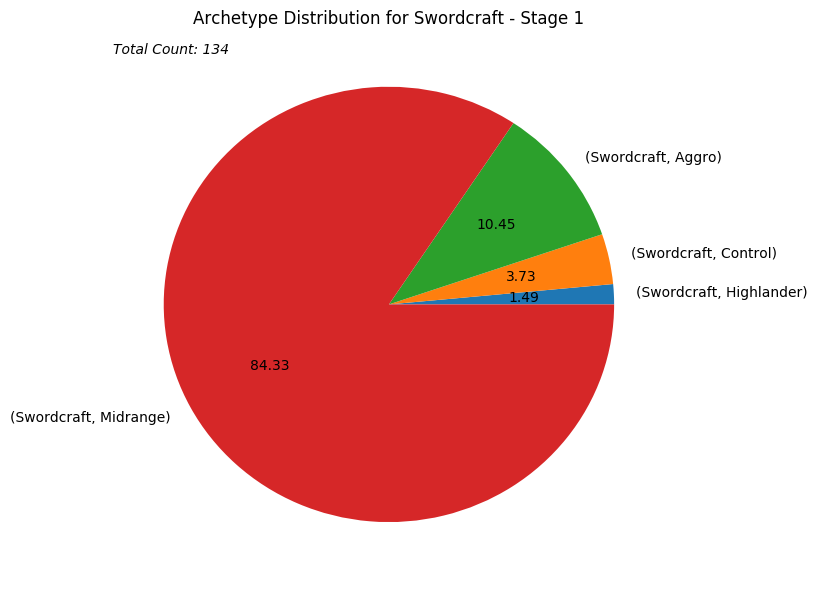 Archetype Distribution for Swordcraft - Stage 1
Total Count: 134
(Swordcraft, Aggro)
10.45
(Swordcraft, Control)
3.73
(Swordcraft, Highlander)
1.49
84.33
(Swordcraft, Midrange)